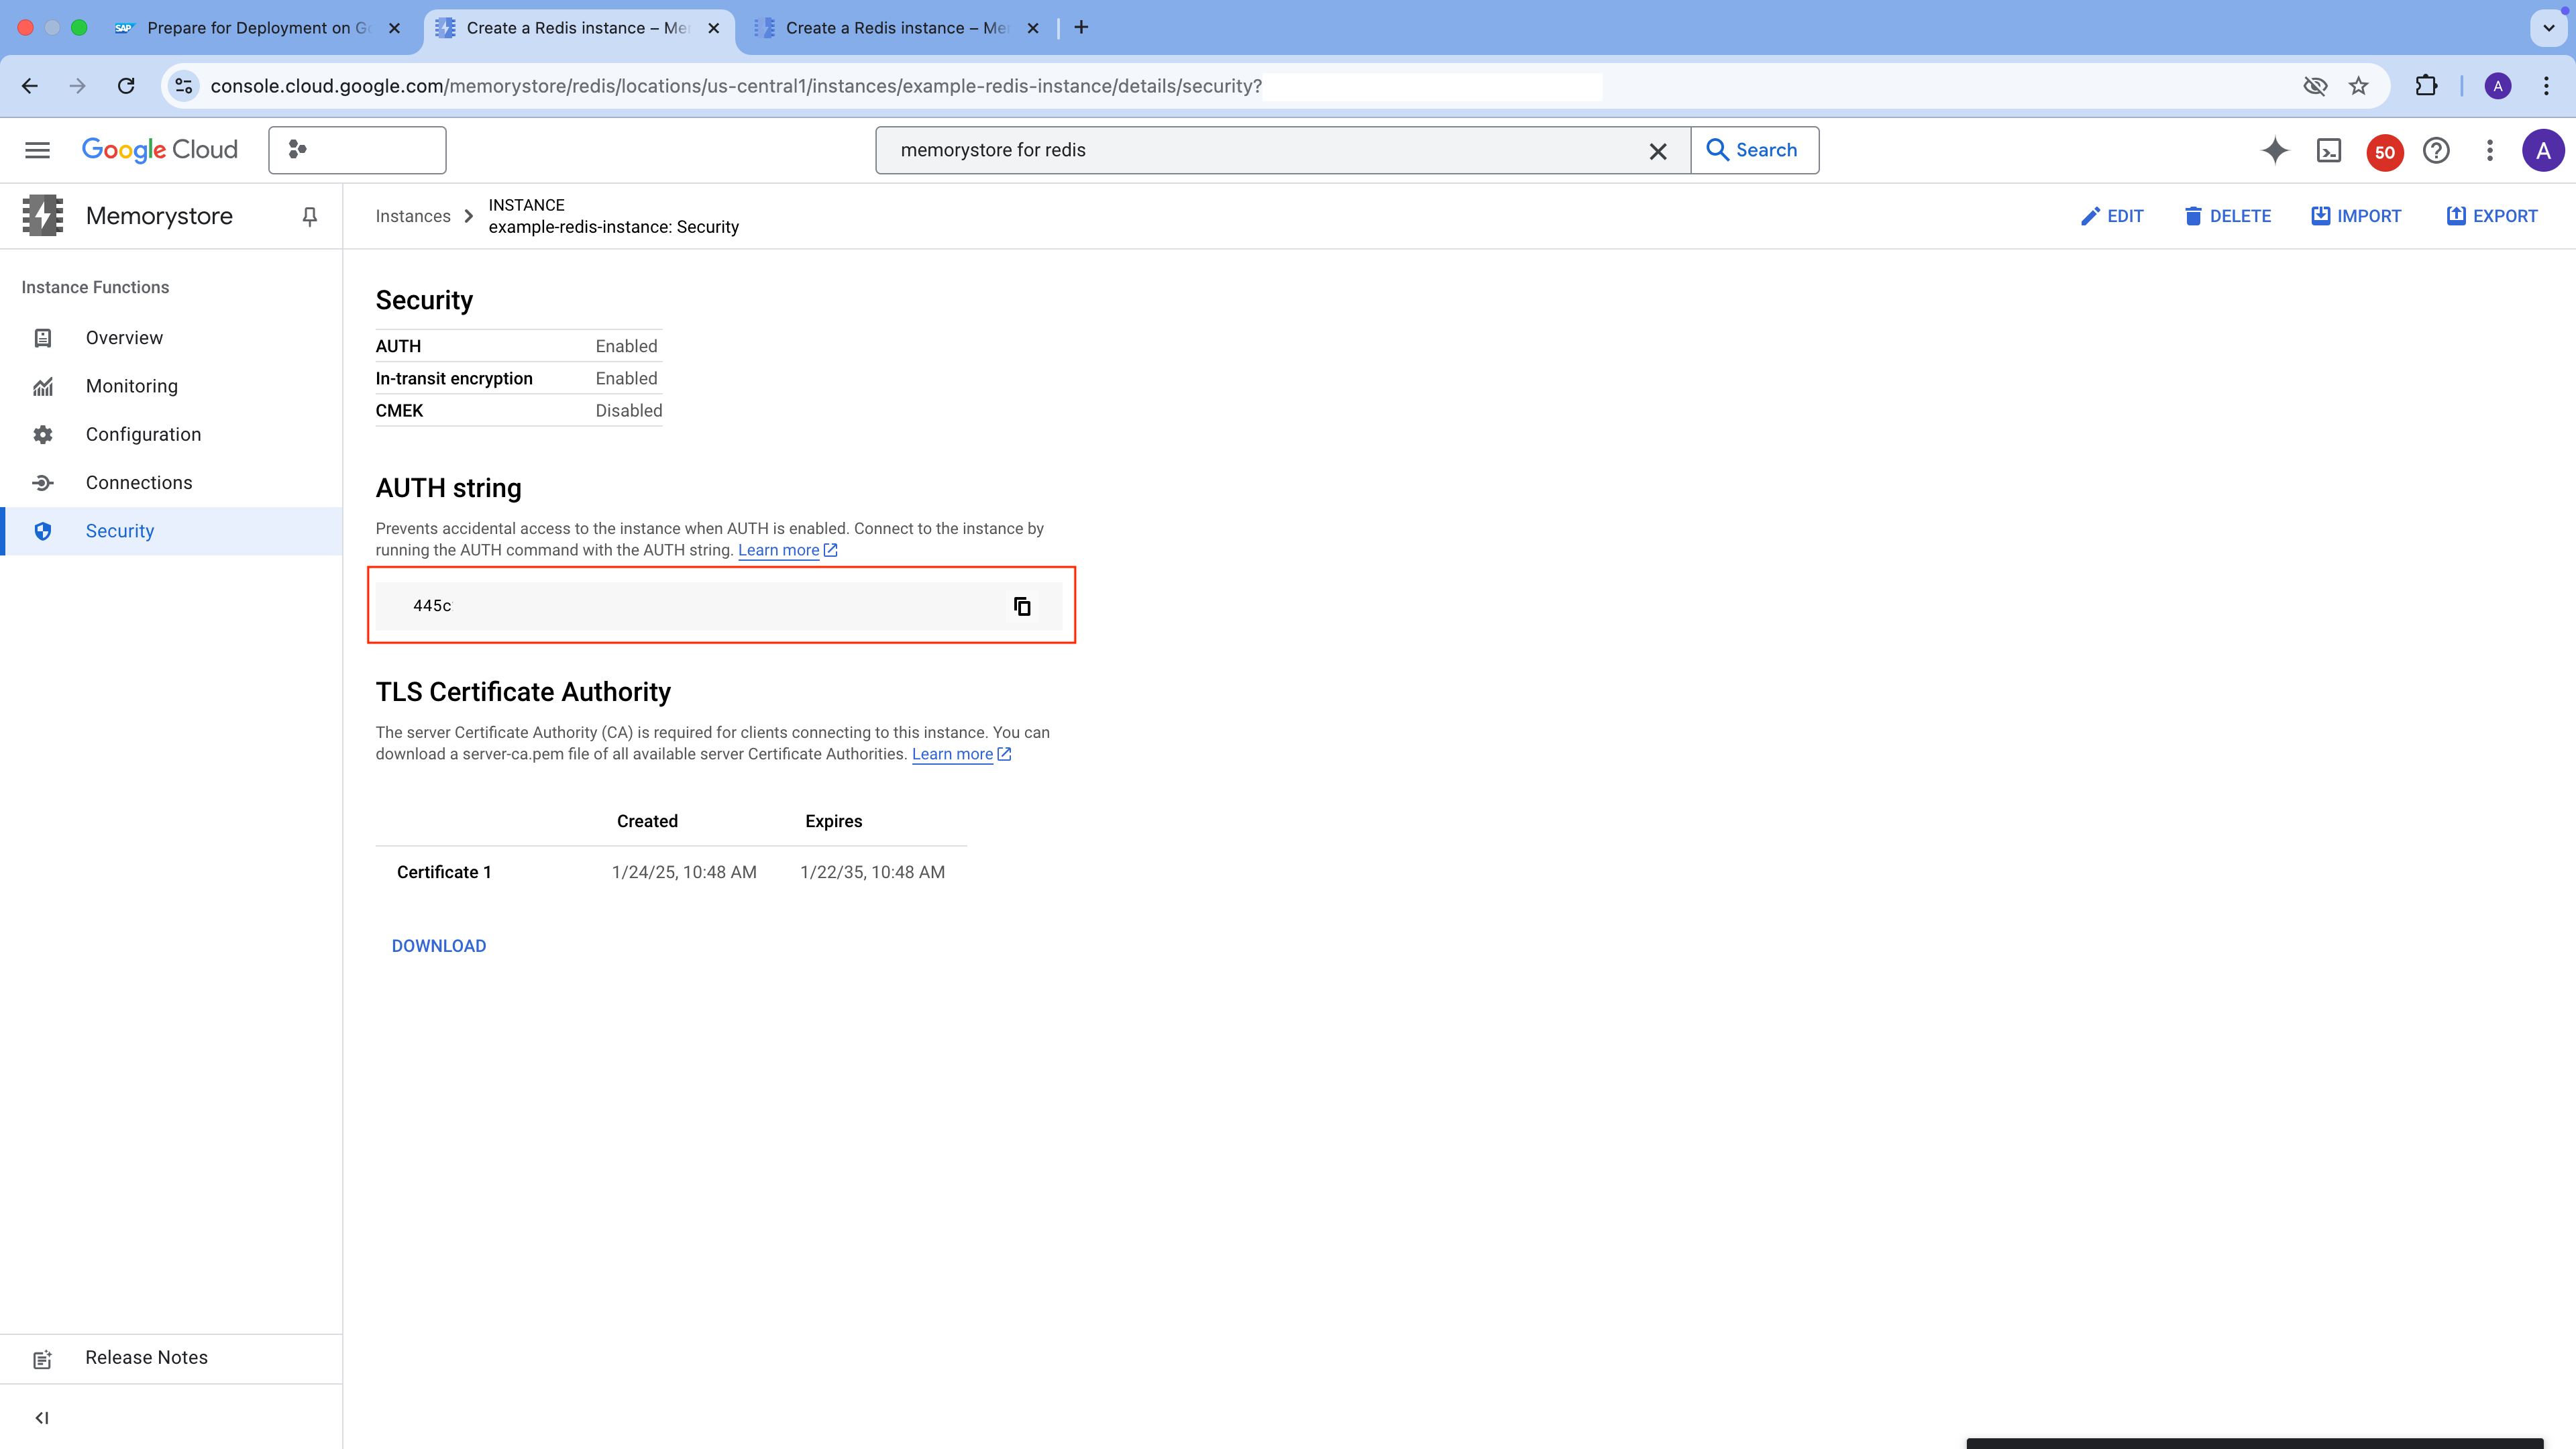 SAP Prepare for Deployment on Go
Create a Redis instance – Me
Create a Redis instance – Me
console.cloud.google.com/memorystore/redis/locations/us-central1/instances/example-redis-instance/details/security?
A
Google Cloud
memorystore for redis
Search
50
A
Memorystore
Instances
INSTANCE
example-redis-instance: Security
EDIT
DELETE
IMPORT
EXPORT
Instance Functions
Overview
Monitoring
Configuration
Connections
Security
Security
AUTH Enabled
In-transit encryption Enabled
CMEK Disabled
AUTH string
Prevents accidental access to the instance when AUTH is enabled. Connect to the instance by
running the AUTH command with the AUTH string. Learn more
445c
TLS Certificate Authority
The server Certificate Authority (CA) is required for clients connecting to this instance. You can
download a server-ca.pem file of all available server Certificate Authorities. Learn more
Created Expires
Certificate 1 1/24/25, 10:48 AM 1/22/35, 10:48 AM
DOWNLOAD
Release Notes